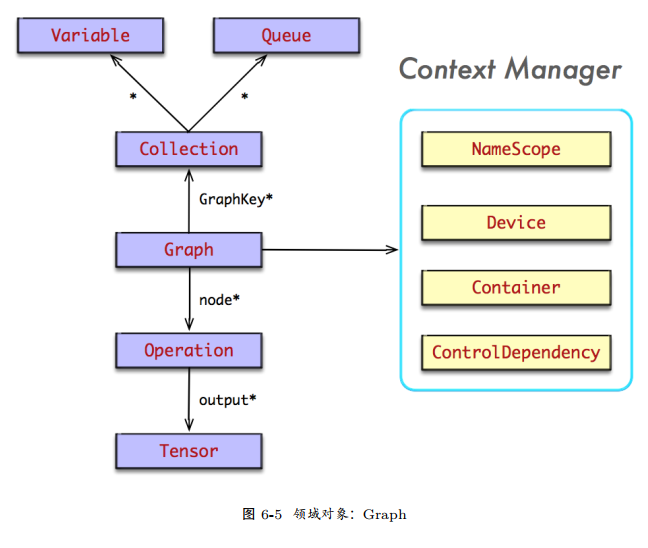 Variable
Queue
Context Manager
*
*
NameScope
Collection
GraphKey*
Device
Graph
Container
node*
Operation
ControlDependency
output*
Tensor
图 6-5 领域对象：Graph